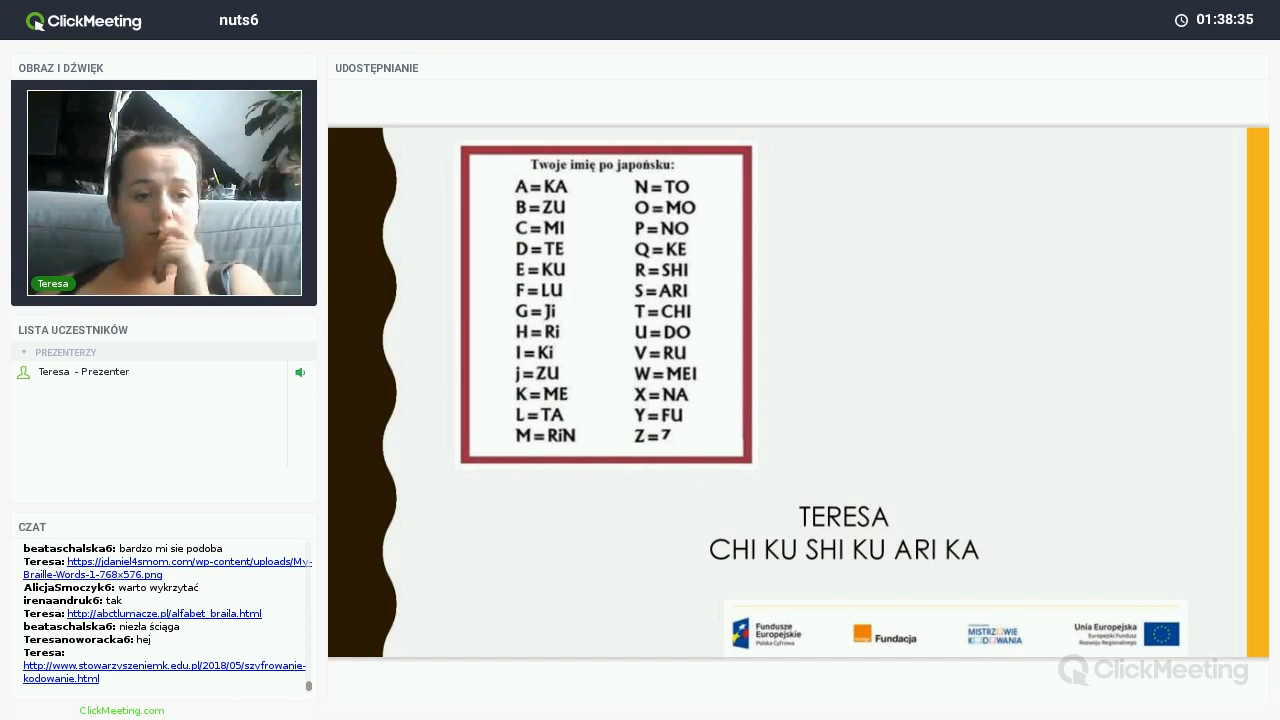 ClickMeeting
nuts6
01:38:35
OBRAZ I DŹWIĘK
Teresa
LISTA UCZESTNIKÓW
PREZENTERZY
Teresa - Prezenter
CZAT
beataschalska6: bardzo mi sie podoba
Teresa: https://jdaniel4smom.com/wp-content/uploads/My-
Braille-Words-1-768x576.png
AlicjaSmoczyk6: warto wykrzytać
irenaandruk6: tak
Teresa: http://abctlumacze.pl/alfabet_braila.html
beataschalska6: niezła ściąga
Teresanoworacka6: hej
Teresa:
http://www.stowarzyszeniemk.edu.pl/2018/05/szyfrowanie-
kodowanie.html
ClickMeeting.com
UDOSTĘPNIANIE
Twoje imię po japońsku:
A=KA
B=ZU
C=MI
D=TE
E=KU
F=LU
G=Ji
H=Ri
I=Ki
j=ZU
K=ME
L=TA
M=RiN
N=TO
O=MO
P=NO
Q=KE
R=SHI
S=ARI
T=CHI
U=DO
V=RU
W=MEI
X=NA
Y=FU
Z=7
TERESA
CHI KU SHI KU ARI KA
Fundusze
Europejskie
Polska Cyfrowa
Fundacja
MISTRZOWIE
KODOWANIA
Unia Europejska
Europejski Fundusz
Rozwoju Regionalnego
ClickMeeting